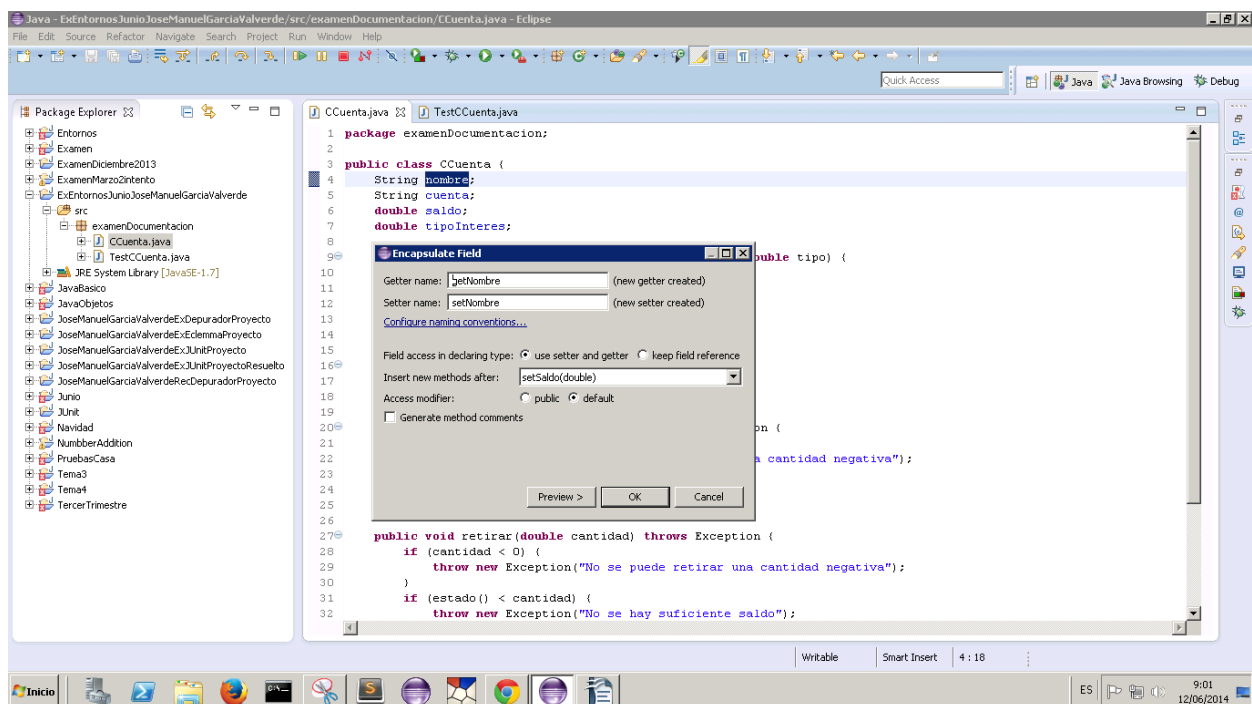 Java - ExEntornosJunioJoseManuelGarciaValverde/src/examenDocumentacion/CCuenta.java - Eclipse
File Edit Source Refactor Navigate Search Project Run Window Help
Quick Access
Java
Java Browsing
Debug
Package Explorer
Entornos
Examen
ExamenDiciembre2013
ExamenMarzo2intento
ExEntornosJunioJoseManuelGarciaValverde
src
examenDocumentacion
CCuenta.java
TestCCuenta.java
JRE System Library [JavaSE-1.7]
JavaBasico
JavaObjetos
JoseManuelGarciaValverdeExDepuradorProyecto
JoseManuelGarciaValverdeExEclemmaProyecto
JoseManuelGarciaValverdeExJUnitProyecto
JoseManuelGarciaValverdeExJUnitProyectoResuelto
JoseManuelGarciaValverdeRecDepuradorProyecto
Junio
JUnit
Navidad
NumbberAddition
PruebasCasa
Tema3
Tema4
TercerTrimestre
CCuenta.java
TestCCuenta.java
1 package examenDocumentacion;
2
3 public class CCuenta {
4 String nombre;
5 String cuenta;
6 double saldo;
7 double tipoInteres;
8
9 ouble tipo) {
10
11
12
13
14
15
16
17
18
19
20 on {
21
22 a cantidad negativa");
23
24
25
26
27 public void retirar(double cantidad) throws Exception {
28 if (cantidad < 0) {
29 throw new Exception("No se puede retirar una cantidad negativa");
30 }
31 if (estado() < cantidad) {
32 throw new Exception("No se hay suficiente saldo");
Encapsulate Field
Getter name: getNombre (new getter created)
Setter name: setNombre (new setter created)
Configure naming conventions...
Field access in declaring type: use setter and getter keep field reference
Insert new methods after: setSaldo(double)
Access modifier: public default
Generate method comments
Preview > OK Cancel
Writable Smart Insert 4 : 18
Inicio
ES
9:01
12/06/2014